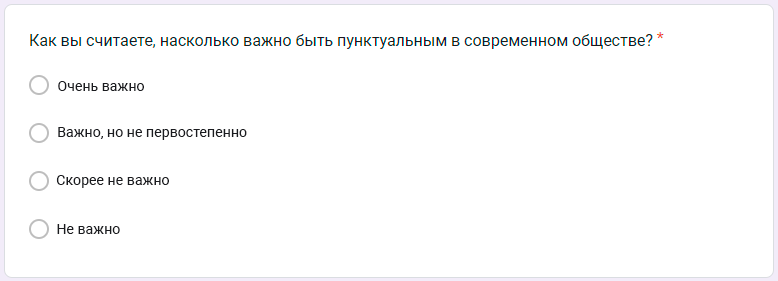 Как вы считаете, насколько важно быть пунктуальным в современном обществе? *
Очень важно
Важно, но не первостепенно
Скорее не важно
Не важно